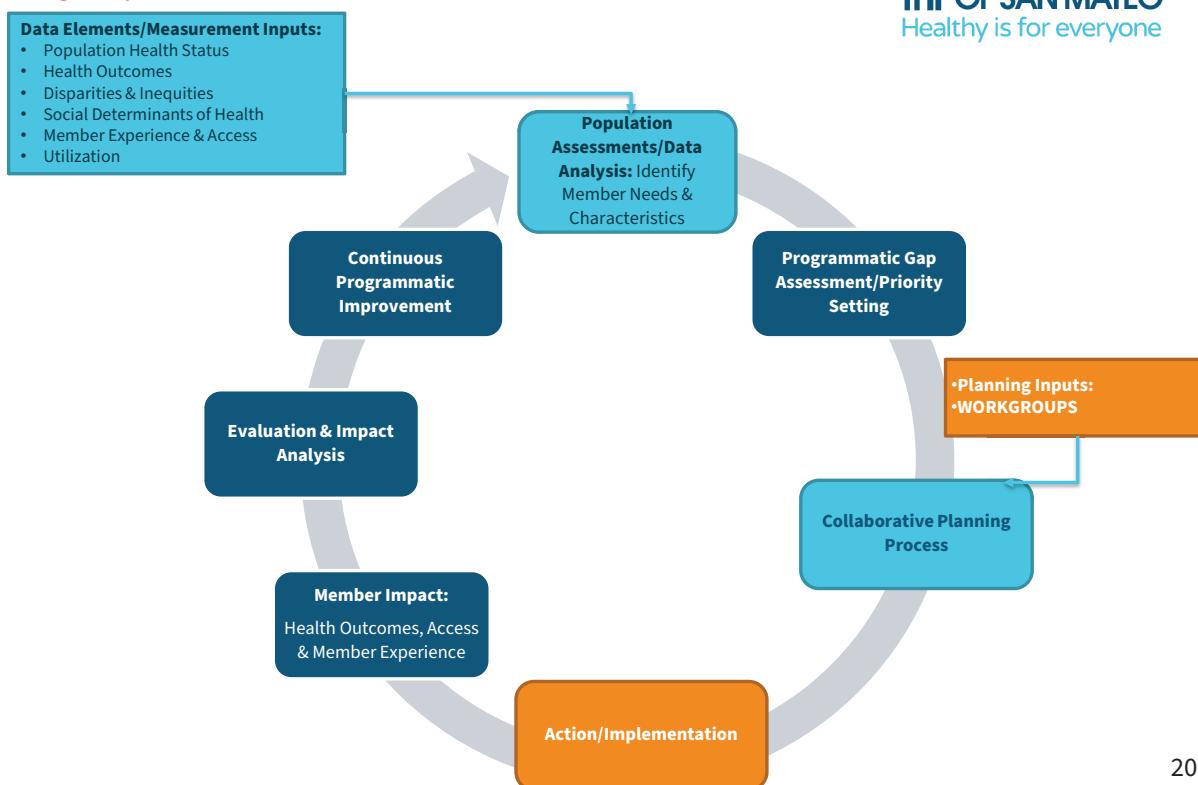 OF SAN MATEO
Healthy is for everyone
Data Elements/Measurement Inputs:
• Population Health Status
• Health Outcomes
• Disparities & Inequities
• Social Determinants of Health
• Member Experience & Access
• Utilization
Population
Assessments/Data
Analysis: Identify
Member Needs &
Characteristics
Continuous
Programmatic
Improvement
Programmatic Gap
Assessment/Priority
Setting
•Planning Inputs:
•WORKGROUPS
Evaluation & Impact
Analysis
Collaborative Planning
Process
Member Impact:
Health Outcomes, Access
& Member Experience
Action/Implementation
20